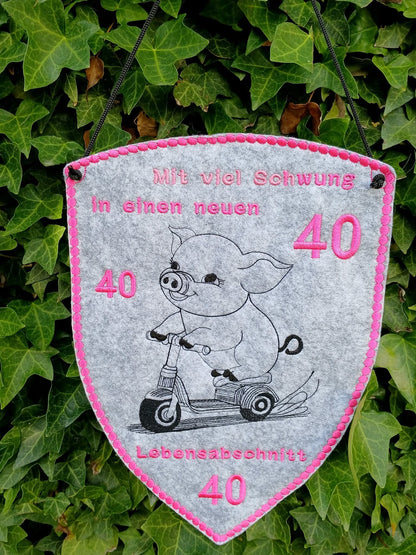 Mit viel Schwung
in einen neuen
40
40
Lebensabschnitt
40